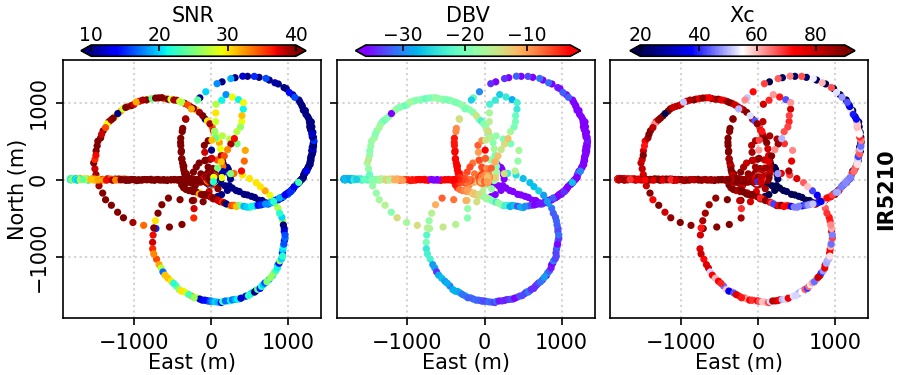 SNR DBV Xc
10 20 30 40 −30 −20 −10 20 40 60 80
North (m)
1000
0
−1000
−1000 0 1000 −1000 0 1000 −1000 0 1000
East (m) East (m) East (m)
IR5210